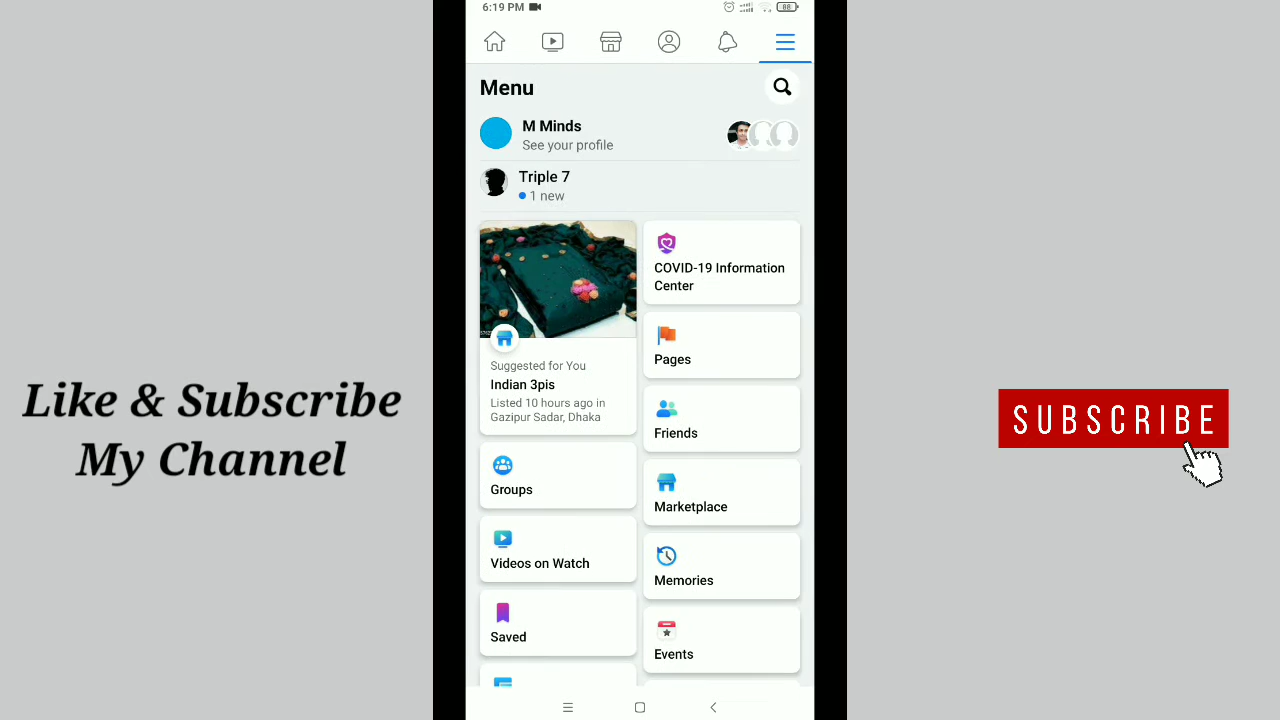 6:19 PM
88
Menu
M Minds
See your profile
Triple 7
1 new
COVID-19 Information
Center
Pages
Suggested for You
Indian 3pis
Listed 10 hours ago in
Gazipur Sadar, Dhaka
Friends
Groups
Marketplace
Videos on Watch
Memories
Saved
Events
Like & Subscribe
My Channel
SUBSCRIBE